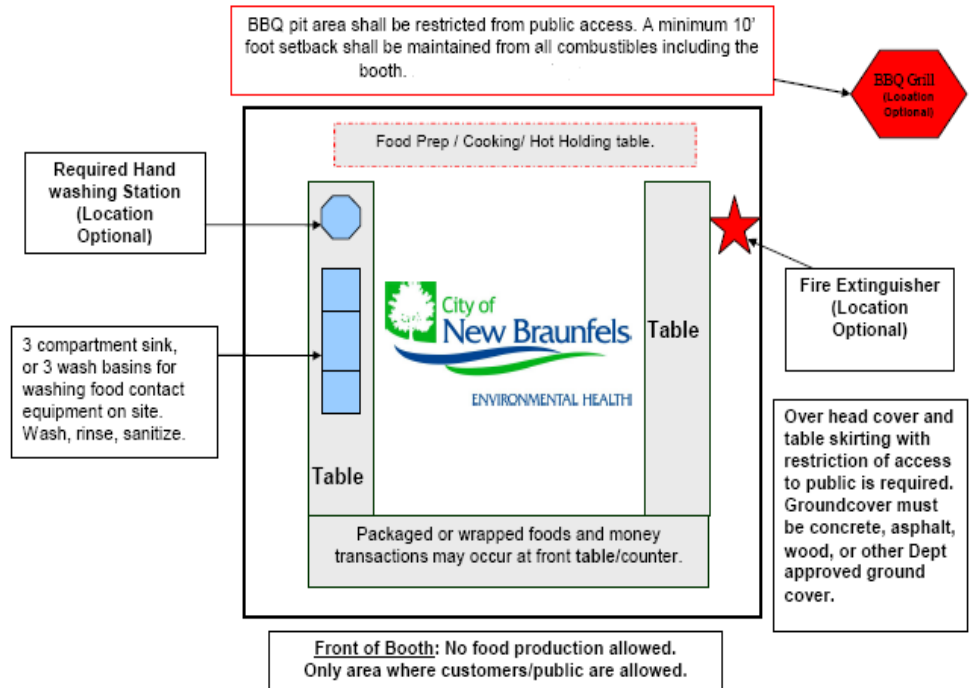 BBQ pit area shall be restricted from public access. A minimum 10’
foot setback shall be maintained from all combustibles including the
booth.
BBQ Grill
(Location
Optional)
Food Prep / Cooking/ Hot Holding table.
Required Hand
washing Station
(Location
Optional)
City of
New Braunfels
ENVIRONMENTAL HEALTH
Table
Fire Extinguisher
(Location
Optional)
3 compartment sink,
or 3 wash basins for
washing food contact
equipment on site.
Wash, rinse, sanitize.
Table
Over head cover and
table skirting with
restriction of access
to public is required.
Groundcover must
be concrete, asphalt,
wood, or other Dept
approved ground
cover.
Packaged or wrapped foods and money
transactions may occur at front table/counter.
Front of Booth: No food production allowed.
Only area where customers/public are allowed.